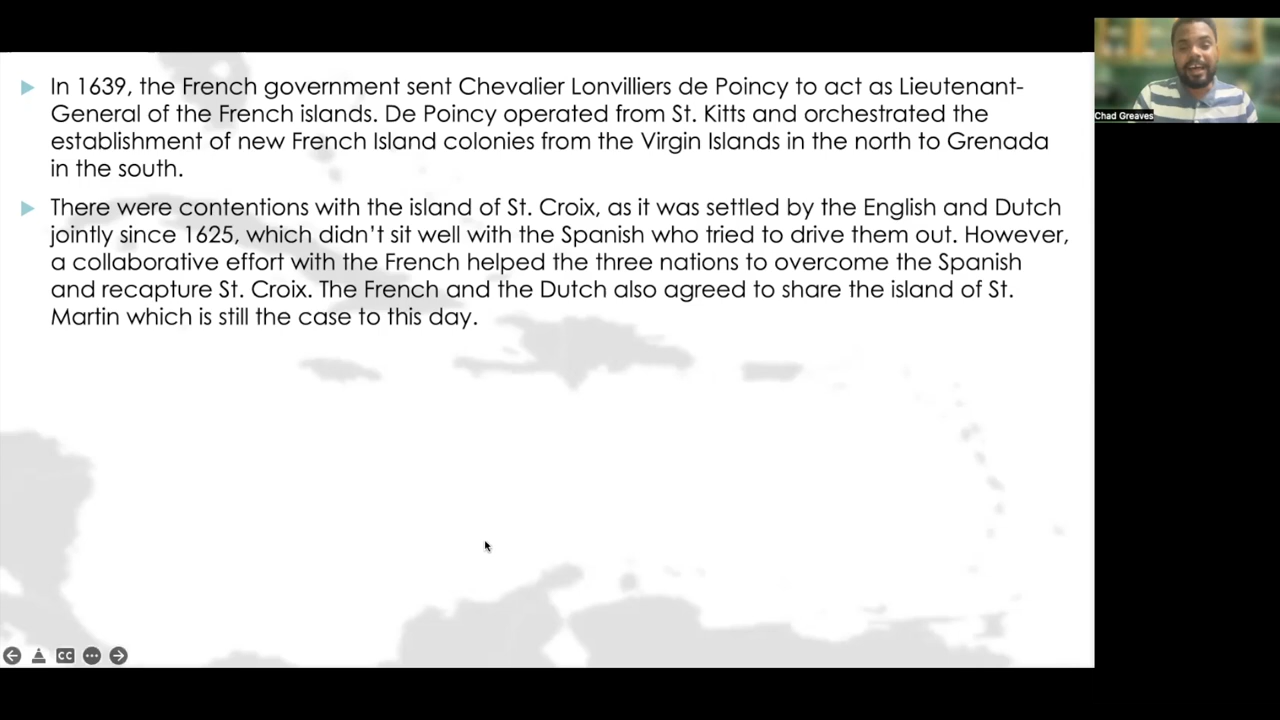 In 1639, the French government sent Chevalier Lonvilliers de Poincy to act as Lieutenant-
General of the French islands. De Poincy operated from St. Kitts and orchestrated the
establishment of new French Island colonies from the Virgin Islands in the north to Grenada
in the south.
There were contentions with the island of St. Croix, as it was settled by the English and Dutch
jointly since 1625, which didn't sit well with the Spanish who tried to drive them out. However,
a collaborative effort with the French helped the three nations to overcome the Spanish
and recapture St. Croix. The French and the Dutch also agreed to share the island of St.
Martin which is still the case to this day.
Chad Greaves
CC